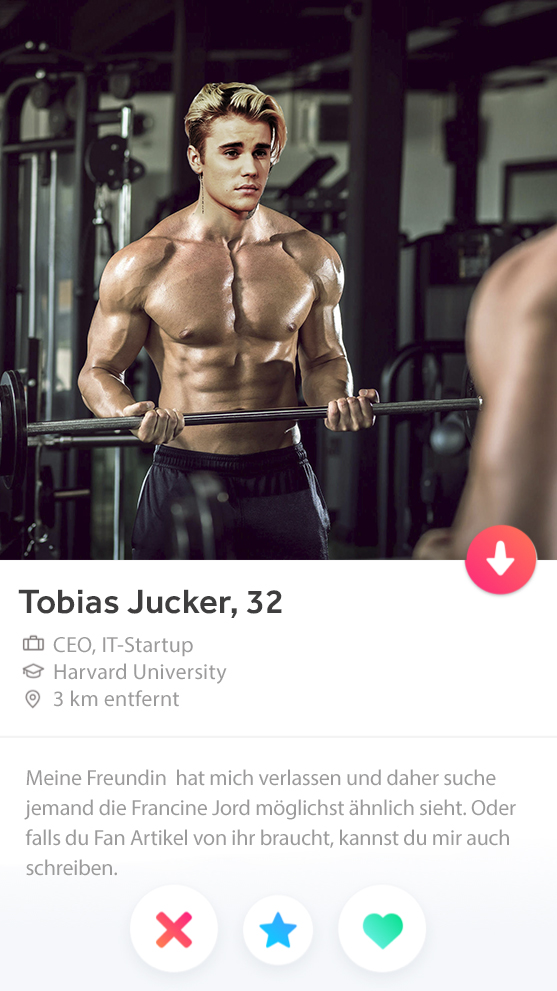 Tobias Jucker, 32
CEO, IT-Startup
Harvard University
3 km entfernt
Meine Freundin hat mich verlassen und daher suche
jemand die Francine Jord möglichst ähnlich sieht. Oder
falls du Fan Artikel von ihr braucht, kannst du mir auch
schreiben.